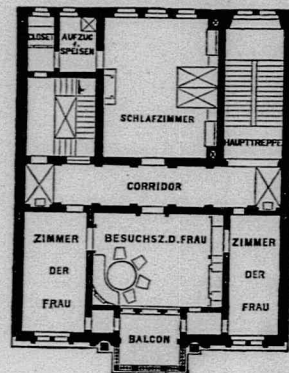 CLOSET
AUFZUG
F.
SPEISEN
SCHLAFZIMMER
HAUPTTREPPE
CORRIDOR
ZIMMER
DER
FRAU
BESUCHSZ.D.FRAU
ZIMMER
DER
FRAU
BALCON